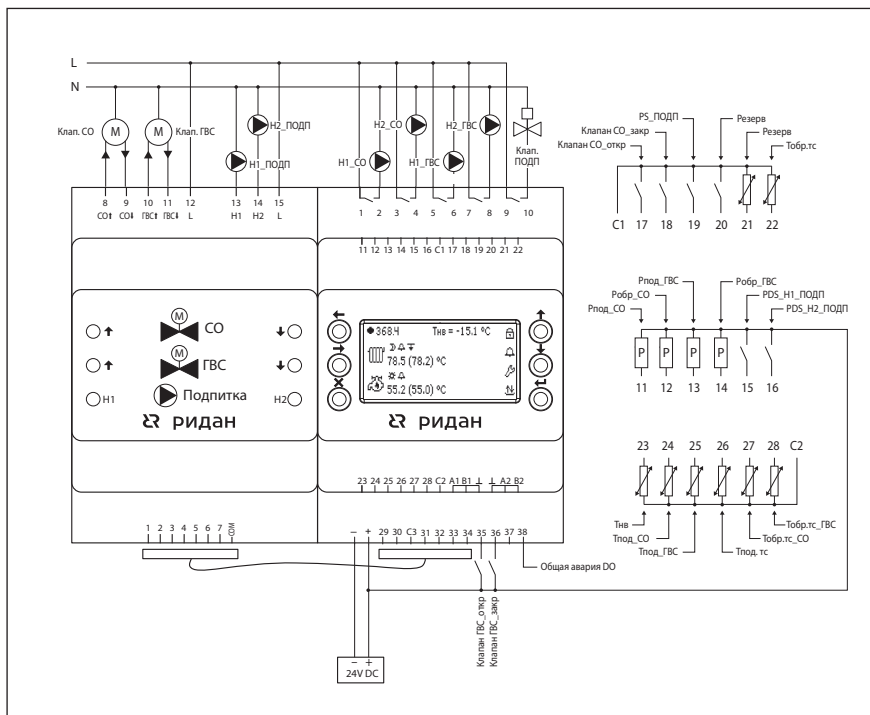 L
N
Клап. СО
M
M
Клап. ГВС
Н2_ПОДП
Н1_ПОДП
Н2_СО
Н1_СО
Н2_ГВС
Н1_ГВС
Клап.
ПОДП
8 9 10 11 12 13 14 15
СО⬆ СО⬇ ГВС⬆ ГВС⬇ L H1 H2 L
1 2 3 4 5 6 7 8 9 10
11 12 13 14 15 16 C1 17 18 19 20 21 22
PS_ПОДП
Клапан СО_закр
Клапан СО_откр
Резерв
Резерв
Тобр.тс
C1 17 18 19 20 21 22
M
СО
M
ГВС
Н1
Подпитка
Н2
ридан
368.4 Тнв = -15.1 °C
78.5 (78.2) °C
55.2 (55.0) °C
ридан
Рпод_ГВС
Робр_СО
Рпод_СО
Робр_ГВС
PDS_Н1_ПОДП
PDS_Н2_ПОДП
P P P P
11 12 13 14 15 16
23 24 25 26 27 28 C2 A1 B1 ⊥ ⊥ A2 B2
23 24 25 26 27 28 C2
Тнв
Тпод_СО
Тпод_ГВС
Тобр.тс_ГВС
Тобр.тс_СО
Тпод. тс
1 2 3 4 5 6 7 COM
– + 29 30 C3 31 32 33 34 35 36 37 38
Общая авария DO
Клапан ГВС_откр
Клапан ГВС_закр
– +
24V DC